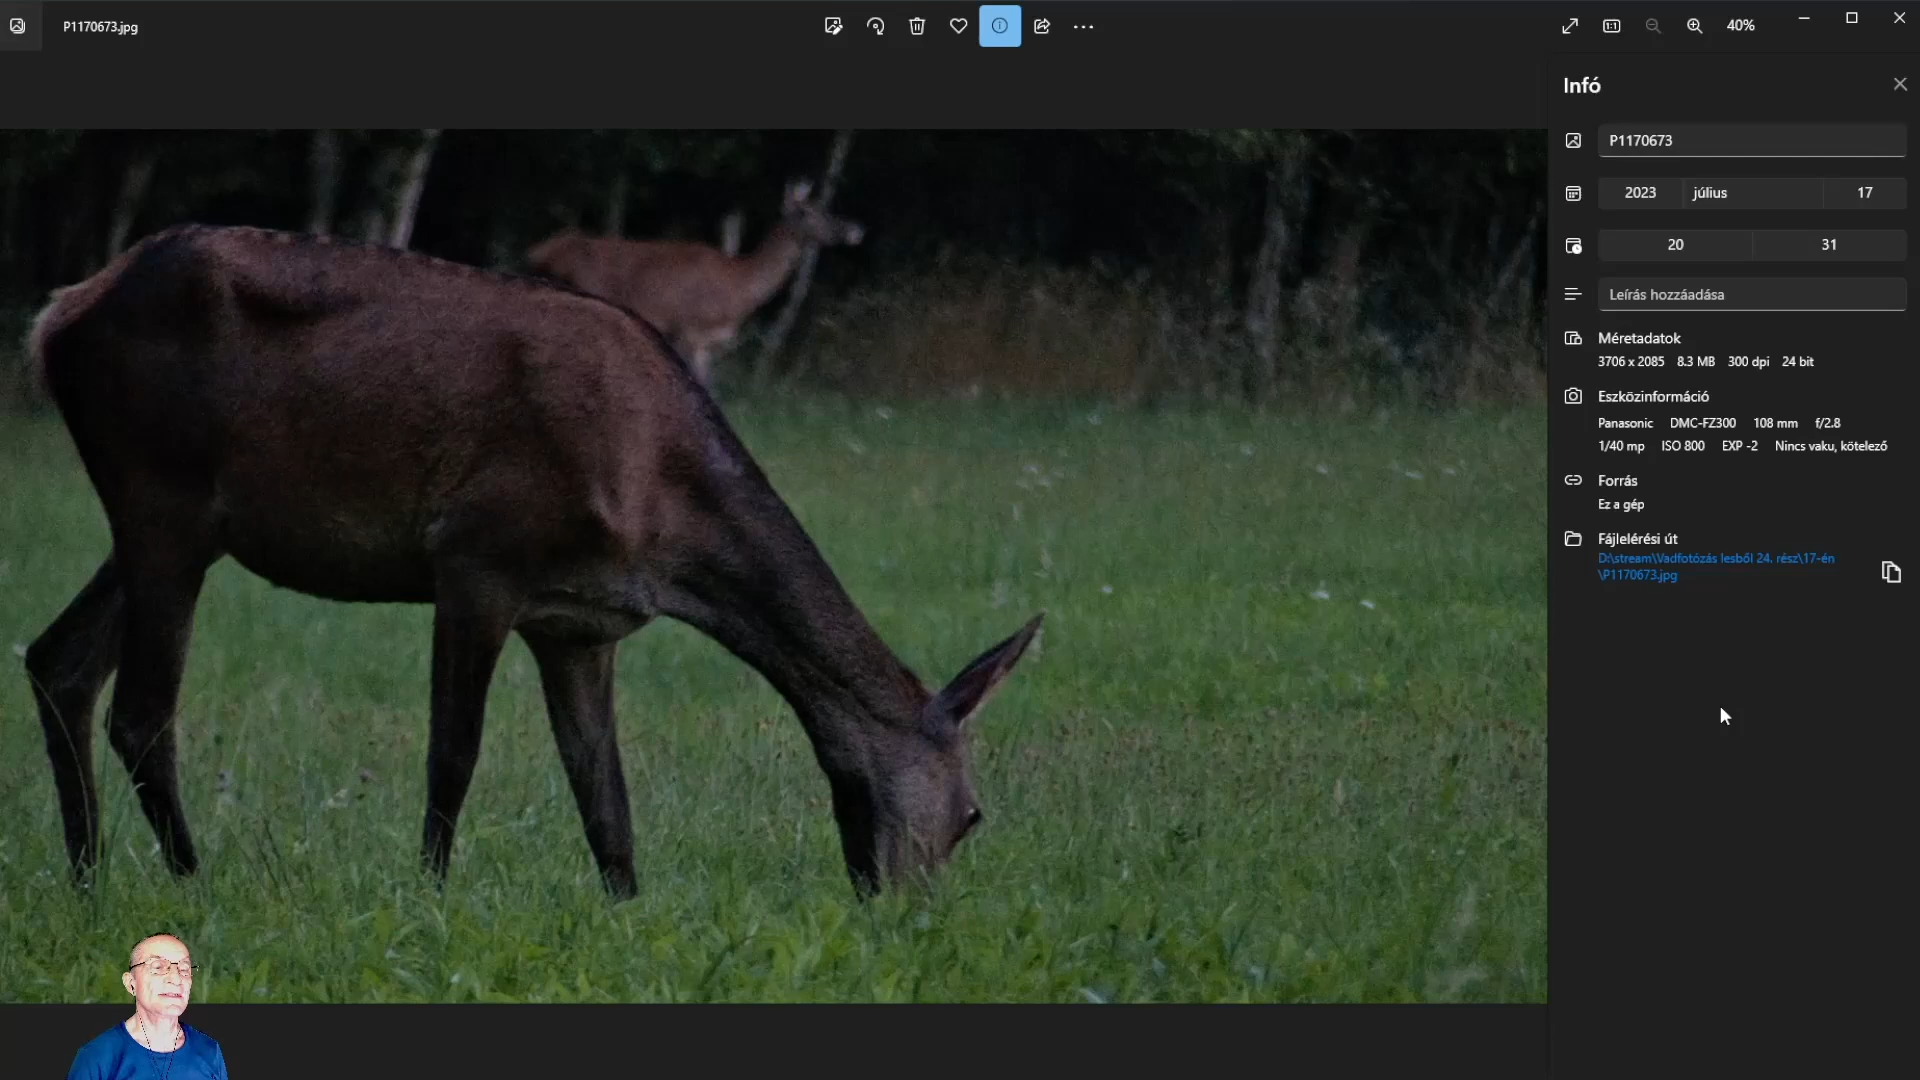 P1170673.jpg
40%
Infó
P1170673
2023 július 17
20 31
Leírás hozzáadása
Méretadatok
3706 x 2085 8.3 MB 300 dpi 24 bit
Eszközinformáció
Panasonic DMC-FZ300 108 mm f/2.8
1/40 mp ISO 800 EXP -2 Nincs vaku, kötelező
Forrás
Ez a gép
Fájlelérési út
D:\stream\Vadfotózás lesből 24. rész\17-én
\P1170673.jpg